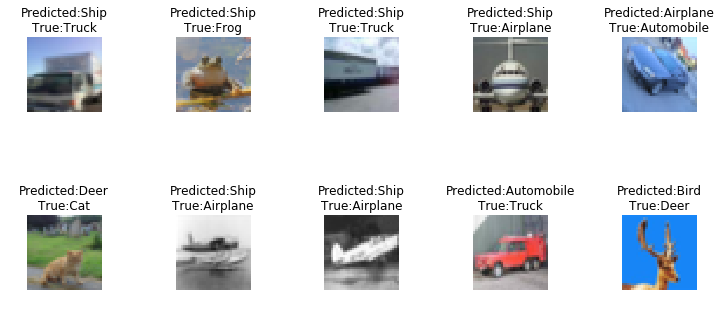 Predicted:Ship
True:Truck
Predicted:Ship
True:Frog
Predicted:Ship
True:Truck
Predicted:Ship
True:Airplane
Predicted:Airplane
True:Automobile
Predicted:Deer
True:Cat
Predicted:Ship
True:Airplane
Predicted:Ship
True:Airplane
Predicted:Automobile
True:Truck
Predicted:Bird
True:Deer